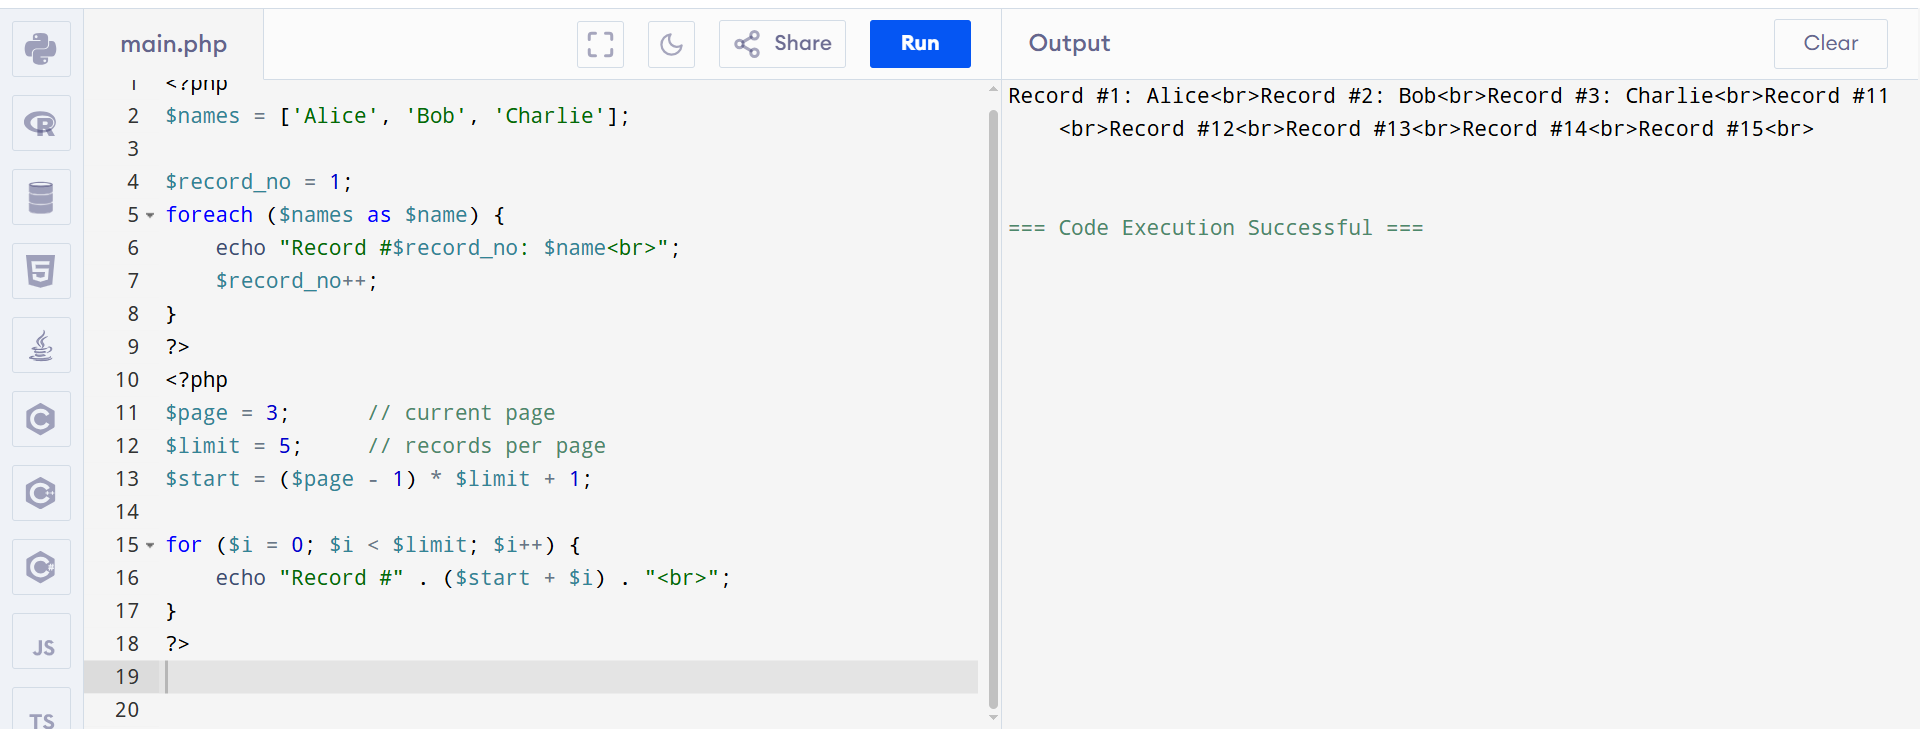 main.php
Share
Run
Output
Clear
1 <?php
2 $names = ['Alice', 'Bob', 'Charlie'];
3
4 $record_no = 1;
5 foreach ($names as $name) {
6     echo "Record #$record_no: $name<br>";
7     $record_no++;
8 }
9 ?>
10 <?php
11 $page = 3;      // current page
12 $limit = 5;     // records per page
13 $start = ($page - 1) * $limit + 1;
14
15 for ($i = 0; $i < $limit; $i++) {
16     echo "Record #" . ($start + $i) . "<br>";
17 }
18 ?>
19
20
Record #1: Alice<br>Record #2: Bob<br>Record #3: Charlie<br>Record #11
<br>Record #12<br>Record #13<br>Record #14<br>Record #15<br>
=== Code Execution Successful ===
R
5
C
C++
C#
JS
TS